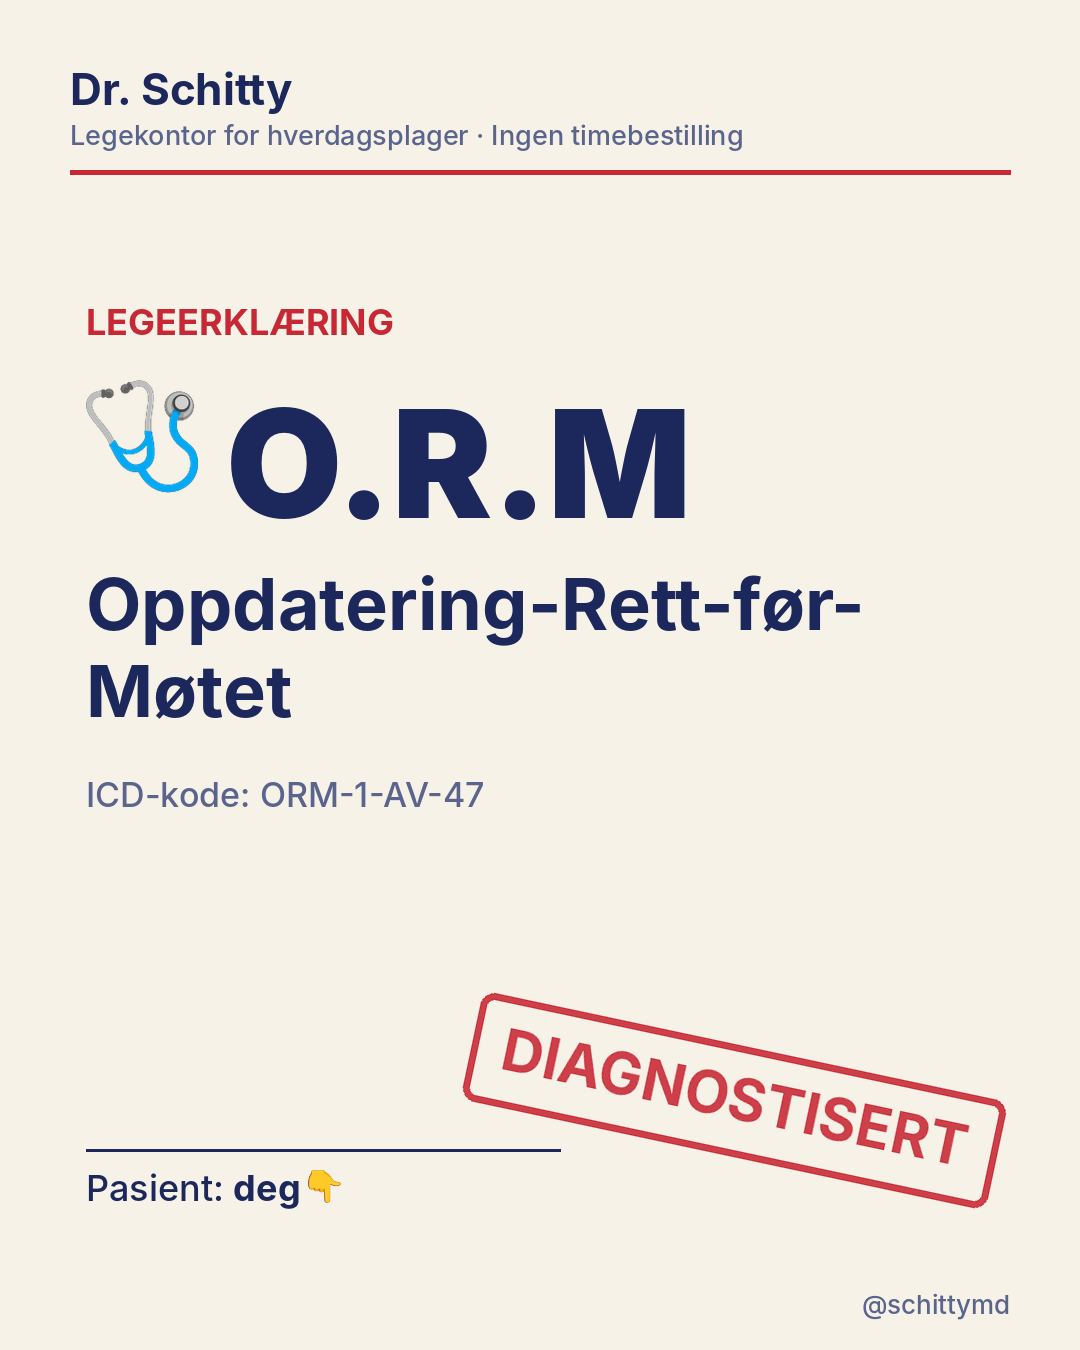 Dr. Schitty
Legekontor for hverdagsplager · Ingen timebestilling
LEGEERKLÆRING
🩺 O.R.M
Oppdatering-Rett-før-
Møtet
ICD-kode: ORM-1-AV-47
DIAGNOSTISERT
Pasient: deg👇
@schittymd